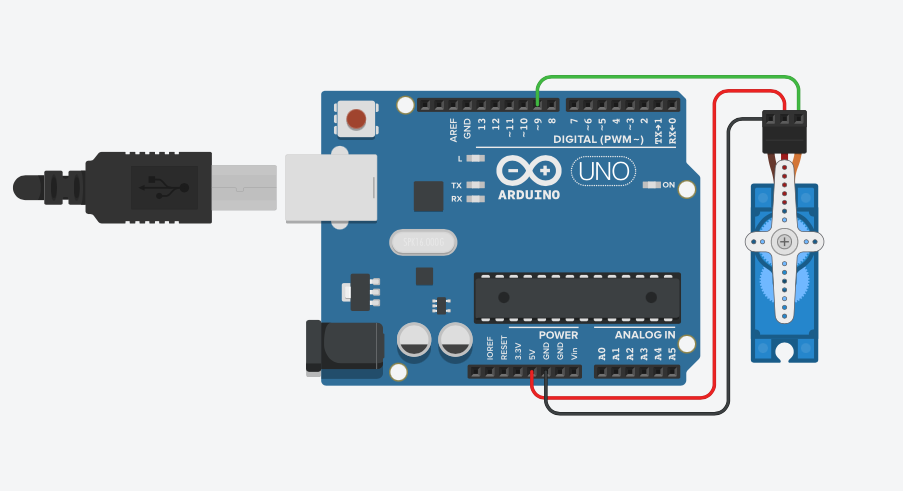 AREF
GND
13
12
~11
~10
~9
8
7
~6
~5
4
~3
2
TX→1
RX←0
DIGITAL (PWM~)
L
TX
RX
ARDUINO
UNO
ON
POWER
ANALOG IN
IOREF
RESET
3.3V
5V
GND
GND
Vin
A0
A1
A2
A3
A4
A5